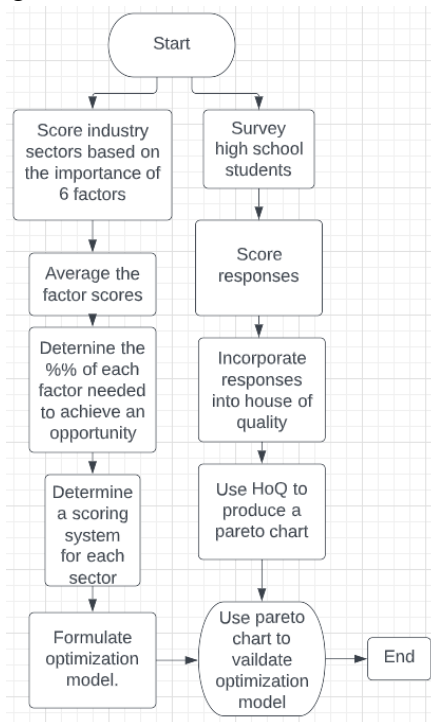 Start
Score industry
sectors based on
the importance of
6 factors
Average the
factor scores
Deternine the
%% of each
factor needed
to achieve an
opportunity
Determine
a scoring
system
for each
sector
Formulate
optimization
model.
Survey
high school
students
Score
responses
Incorporate
responses
into house of
quality
Use HoQ to
produce a
pareto chart
Use pareto
chart to
vaildate
optimization
model
End